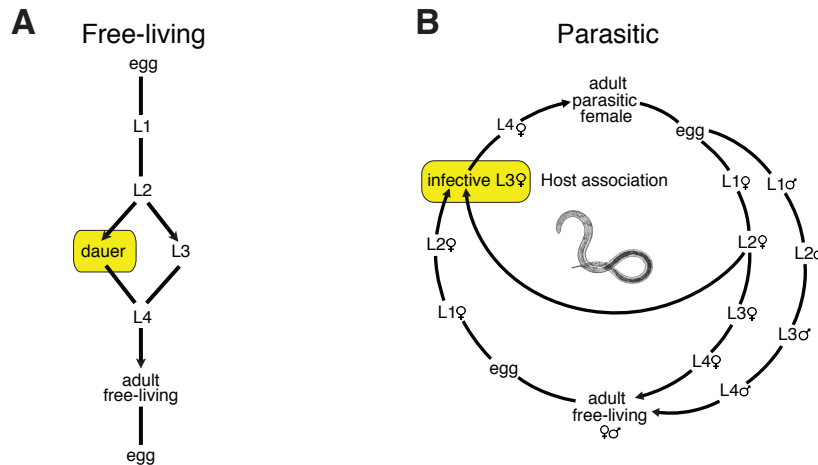 A
Free-living
egg
L1
L2
dauer
L3
L4
adult
free-living
egg
B
Parasitic
adult
parasitic
female
egg
L4♀
infective L3♀
Host association
L1♀
L1♂
L2♀
L2♀
L2♂
L1♀
L3♀
L3♂
egg
L4♀
L4♂
adult
free-living
♀♂